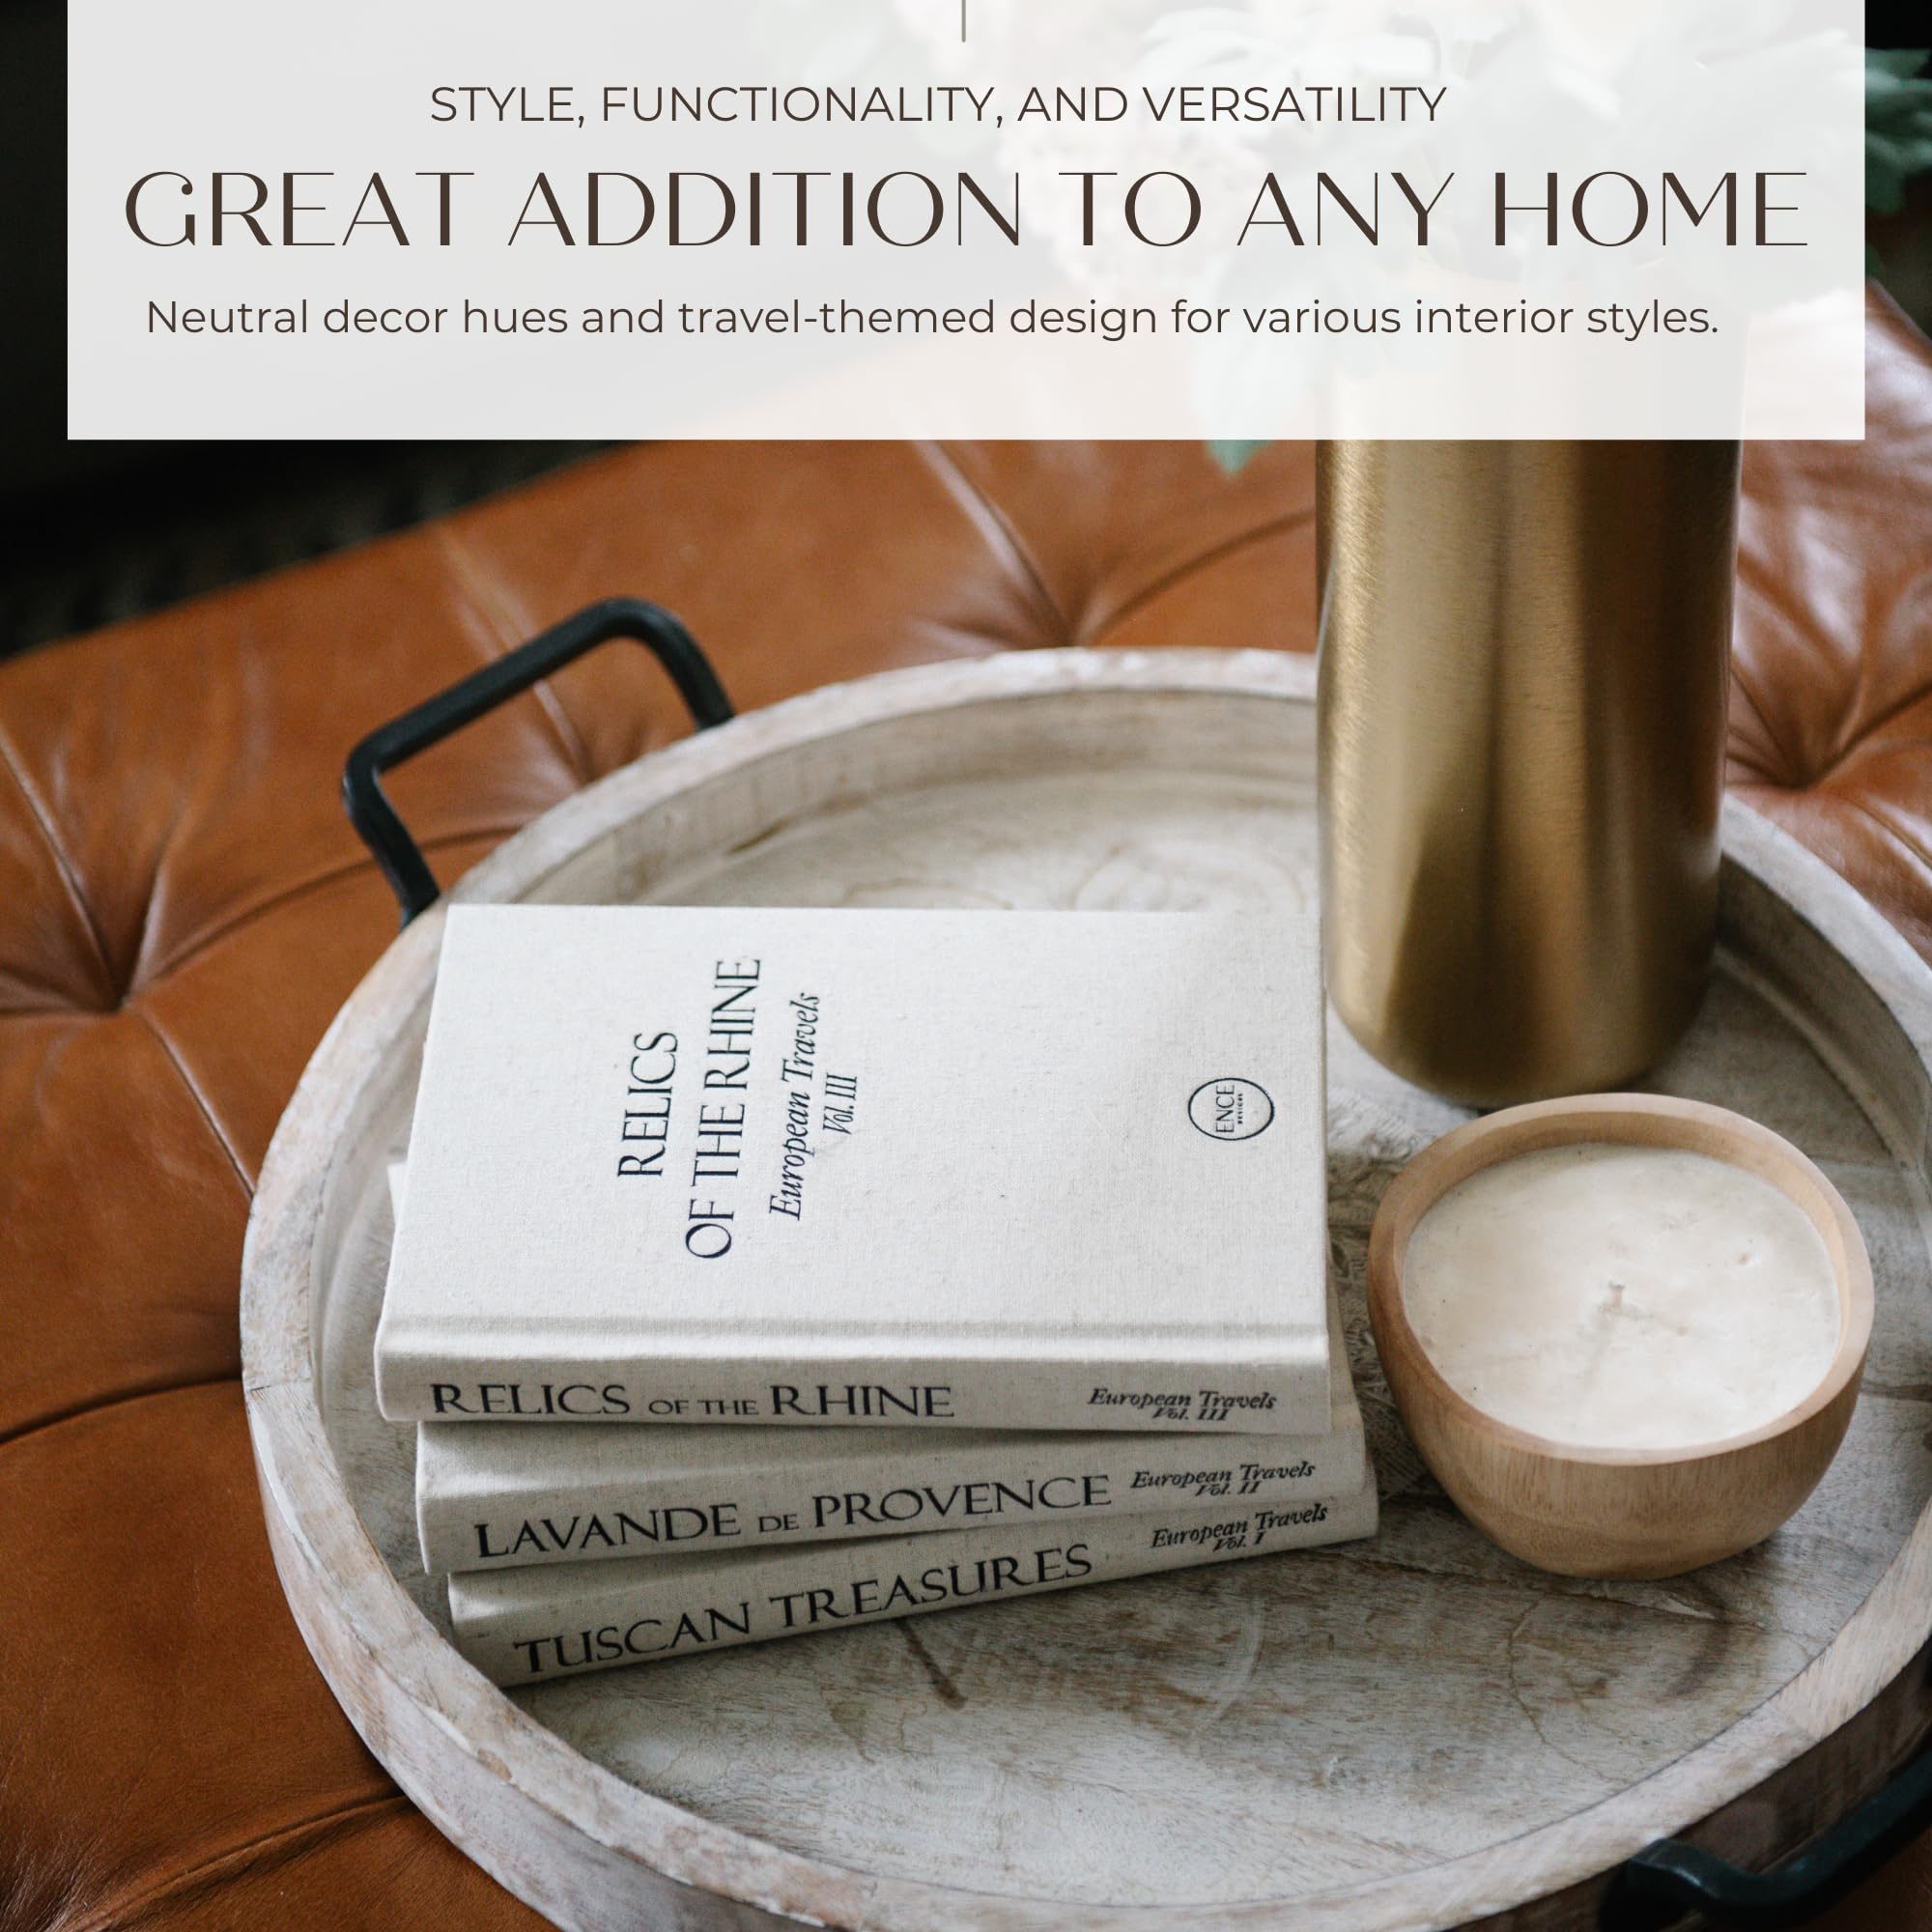 STYLE, FUNCTIONALITY, AND VERSATILITY
GREAT ADDITION TO ANY HOME
Neutral decor hues and travel-themed design for various interior styles.
RELICS
OF THE RHINE
European Travels
Vol. III
ENCE
DESIGNS
RELICS OF THE RHINE European Travels
Vol. III
LAVANDE DE PROVENCE European Travels
Vol. II
TUSCAN TREASURES European Travels
Vol. I